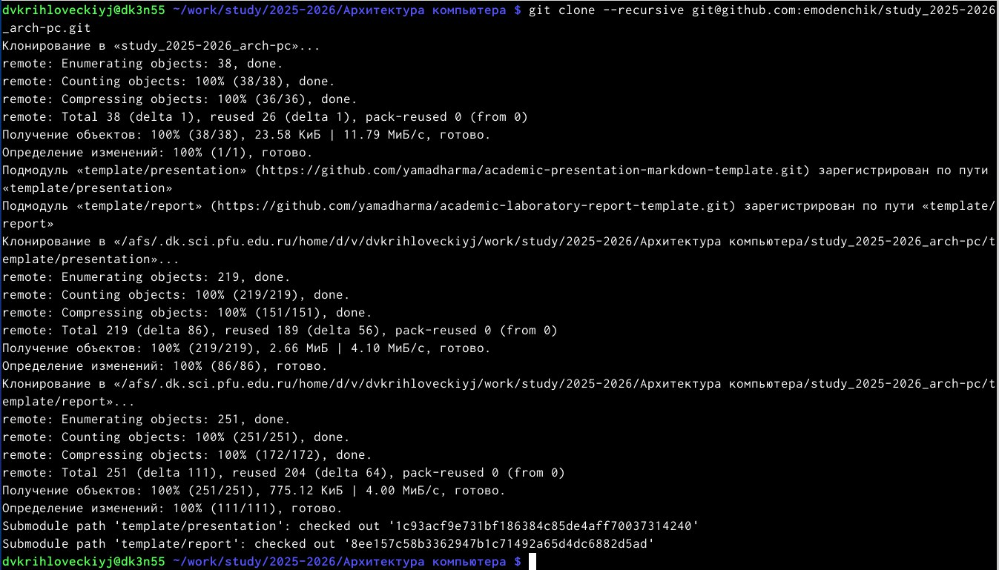 dvkrihloveckiyj@dk3n55 ~/work/study/2025-2026/Архитектура компьютера $ git clone --recursive git@github.com:emodenchik/study_2025-2026
_arch-pc.git
Клонирование в «study_2025-2026_arch-pc»...
remote: Enumerating objects: 38, done.
remote: Counting objects: 100% (38/38), done.
remote: Compressing objects: 100% (36/36), done.
remote: Total 38 (delta 1), reused 26 (delta 1), pack-reused 0 (from 0)
Получение объектов: 100% (38/38), 23.58 КиБ | 11.79 МиБ/с, готово.
Определение изменений: 100% (1/1), готово.
Подмодуль «template/presentation» (https://github.com/yamadharma/academic-presentation-markdown-template.git) зарегистрирован по пути
«template/presentation»
Подмодуль «template/report» (https://github.com/yamadharma/academic-laboratory-report-template.git) зарегистрирован по пути «template/
report»
Клонирование в «/afs/.dk.sci.pfu.edu.ru/home/d/v/dvkrihloveckiyj/work/study/2025-2026/Архитектура компьютера/study_2025-2026_arch-pc/t
emplate/presentation»...
remote: Enumerating objects: 219, done.
remote: Counting objects: 100% (219/219), done.
remote: Compressing objects: 100% (151/151), done.
remote: Total 219 (delta 86), reused 189 (delta 56), pack-reused 0 (from 0)
Получение объектов: 100% (219/219), 2.66 МиБ | 4.10 МиБ/с, готово.
Определение изменений: 100% (86/86), готово.
Клонирование в «/afs/.dk.sci.pfu.edu.ru/home/d/v/dvkrihloveckiyj/work/study/2025-2026/Архитектура компьютера/study_2025-2026_arch-pc/t
emplate/report»...
remote: Enumerating objects: 251, done.
remote: Counting objects: 100% (251/251), done.
remote: Compressing objects: 100% (172/172), done.
remote: Total 251 (delta 111), reused 204 (delta 64), pack-reused 0 (from 0)
Получение объектов: 100% (251/251), 775.12 КиБ | 4.00 МиБ/с, готово.
Определение изменений: 100% (111/111), готово.
Submodule path 'template/presentation': checked out '1c93acf9e731bf186384c85de4aff70037314240'
Submodule path 'template/report': checked out '8ee157c58b3362947b1c71492a65d4dc6882d5ad'
dvkrihloveckiyj@dk3n55 ~/work/study/2025-2026/Архитектура компьютера $